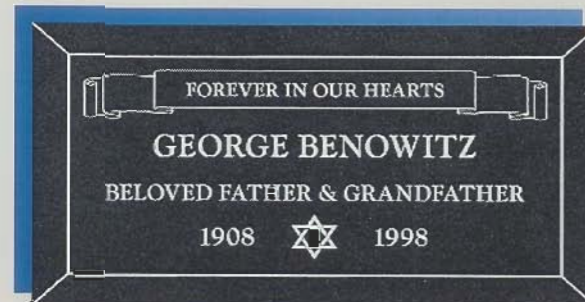 FOREVER IN OUR HEARTS
GEORGE BENOWITZ
BELOVED FATHER & GRANDFATHER
1908 1998